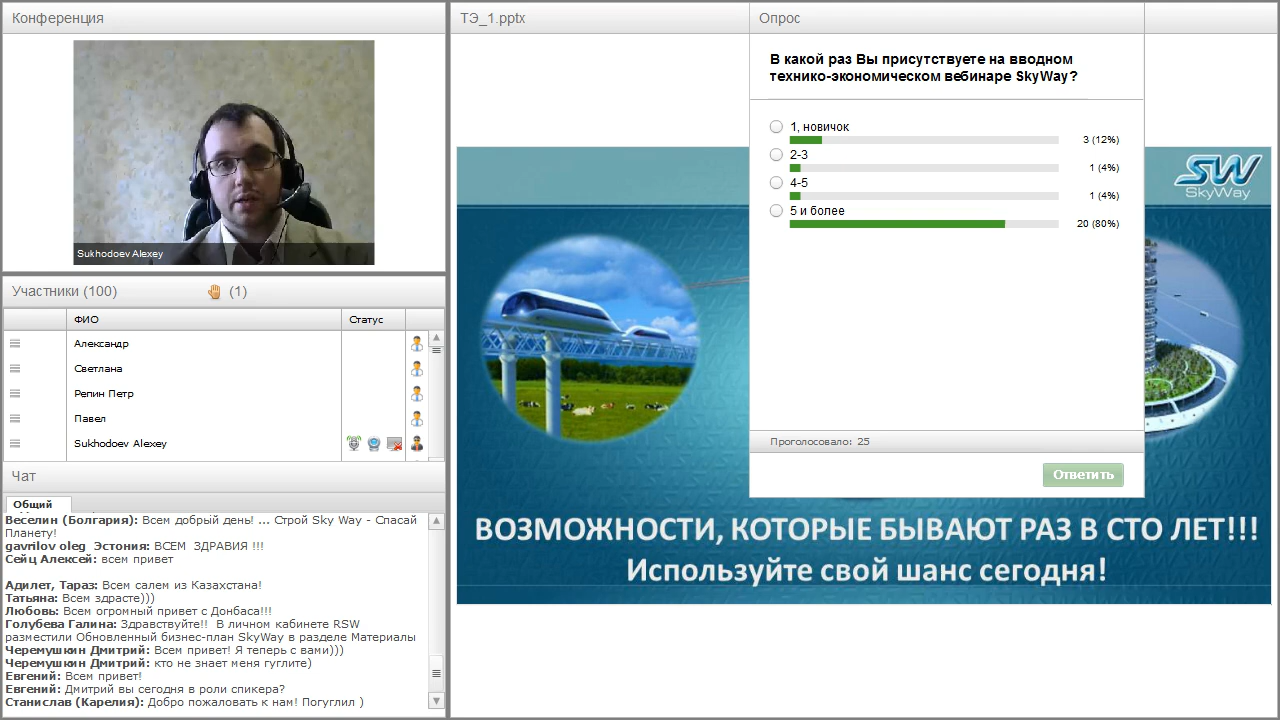 Конференция
Sukhodoev Alexey
Участники (100)
(1)
ФИО
Статус
Александр
Светлана
Репин Петр
Павел
Sukhodoev Alexey
Чат
Общий
Веселин (Болгария): Всем добрый день! ... Строй Sky Way - Спасай
Планету!
gavrilov oleg Эстония: ВСЕМ ЗДРАВИЯ !!!
Сейц Алексей: всем привет
Адилет, Тараз: Всем салем из Казахстана!
Татьяна: Всем здрасте)))
Любовь: Всем огромный привет с Донбаса!!!
Голубева Галина: Здравствуйте!! В личном кабинете RSW
разместили Обновленный бизнес-план SkyWay в разделе Материалы
Черемушкин Дмитрий: Всем привет! Я теперь с вами)))
Черемушкин Дмитрий: кто не знает меня гуглите)
Евгений: Всем привет!
Евгений: Дмитрий вы сегодня в роли спикера?
Станислав (Карелия): Добро пожаловать к нам! Погуглил )
ТЭ_1.pptx
Опрос
В какой раз Вы присутствуете на вводном
технико-экономическом вебинаре SkyWay?
1, новичок
3 (12%)
2-3
1 (4%)
4-5
1 (4%)
5 и более
20 (80%)
Проголосовало: 25
Ответить
SW
SkyWay
ВОЗМОЖНОСТИ, КОТОРЫЕ БЫВАЮТ РАЗ В СТО ЛЕТ!!!
Используйте свой шанс сегодня!